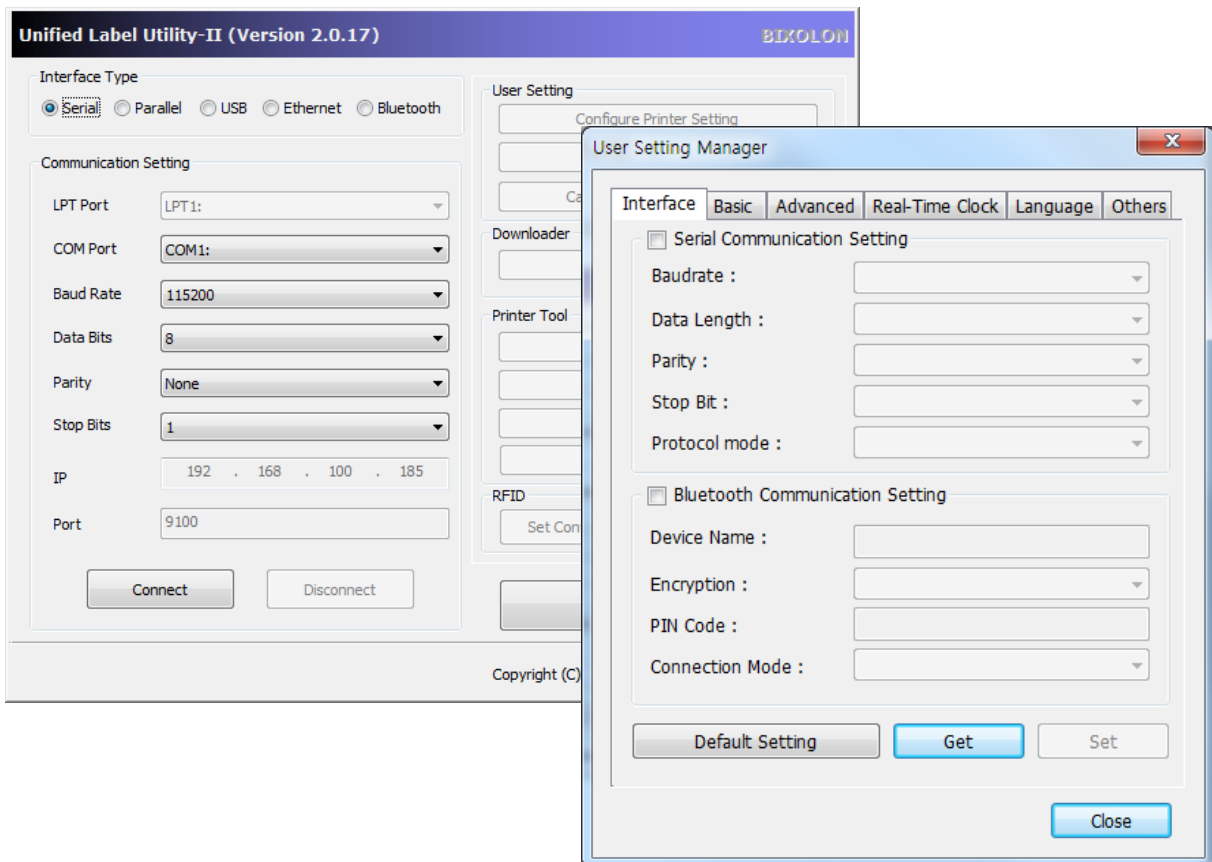 Unified Label Utility-II (Version 2.0.17)
BIXOLON
Interface Type
Serial Parallel USB Ethernet Bluetooth
Communication Setting
LPT Port LPT1:
COM Port COM1:
Baud Rate 115200
Data Bits 8
Parity None
Stop Bits 1
IP 192 . 168 . 100 . 185
Port 9100
Connect Disconnect
User Setting
Configure Printer Setting
Ca
Downloader
Printer Tool
RFID
Set Con
Copyright (C)
User Setting Manager
Interface Basic Advanced Real-Time Clock Language Others
Serial Communication Setting
Baudrate :
Data Length :
Parity :
Stop Bit :
Protocol mode :
Bluetooth Communication Setting
Device Name :
Encryption :
PIN Code :
Connection Mode :
Default Setting Get Set
Close